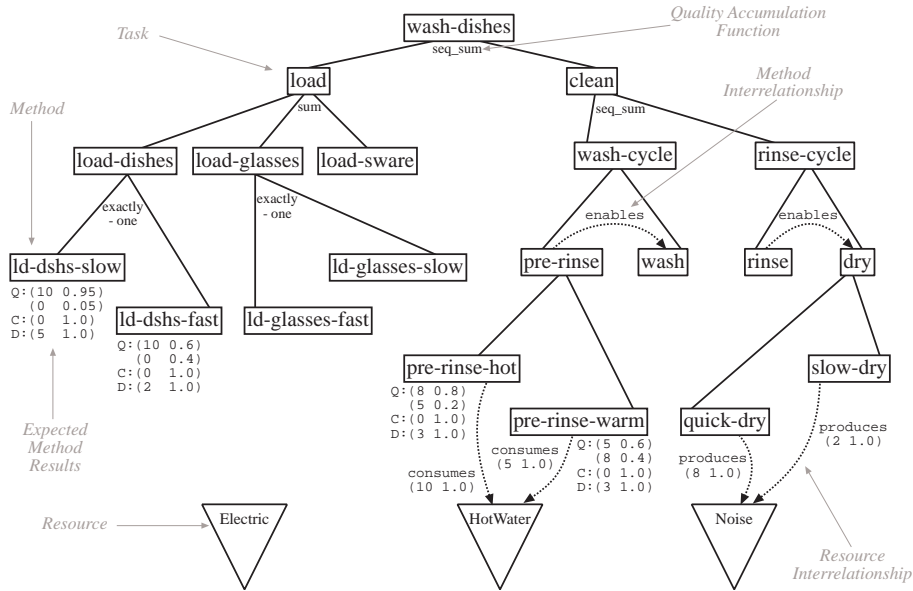 wash-dishes
seq_sum
Quality Accumulation
Function
Task
load
sum
clean
seq_sum
Method
Interrelationship
Method
load-dishes
load-glasses
load-sware
wash-cycle
rinse-cycle
exactly
- one
exactly
- one
enables
enables
ld-dshs-slow
Q:(10 0.95)
(0 0.05)
C:(0 1.0)
D:(5 1.0)
ld-glasses-slow
pre-rinse
wash
rinse
dry
ld-dshs-fast
Q:(10 0.6)
(0 0.4)
C:(0 1.0)
D:(2 1.0)
ld-glasses-fast
pre-rinse-hot
Q:(8 0.8)
(5 0.2)
C:(0 1.0)
D:(3 1.0)
slow-dry
pre-rinse-warm
Q:(5 0.6)
(8 0.4)
C:(0 1.0)
D:(3 1.0)
quick-dry
produces
(2 1.0)
Expected
Method
Results
consumes
(10 1.0)
consumes
(5 1.0)
produces
(8 1.0)
Resource
Electric
HotWater
Noise
Resource
Interrelationship